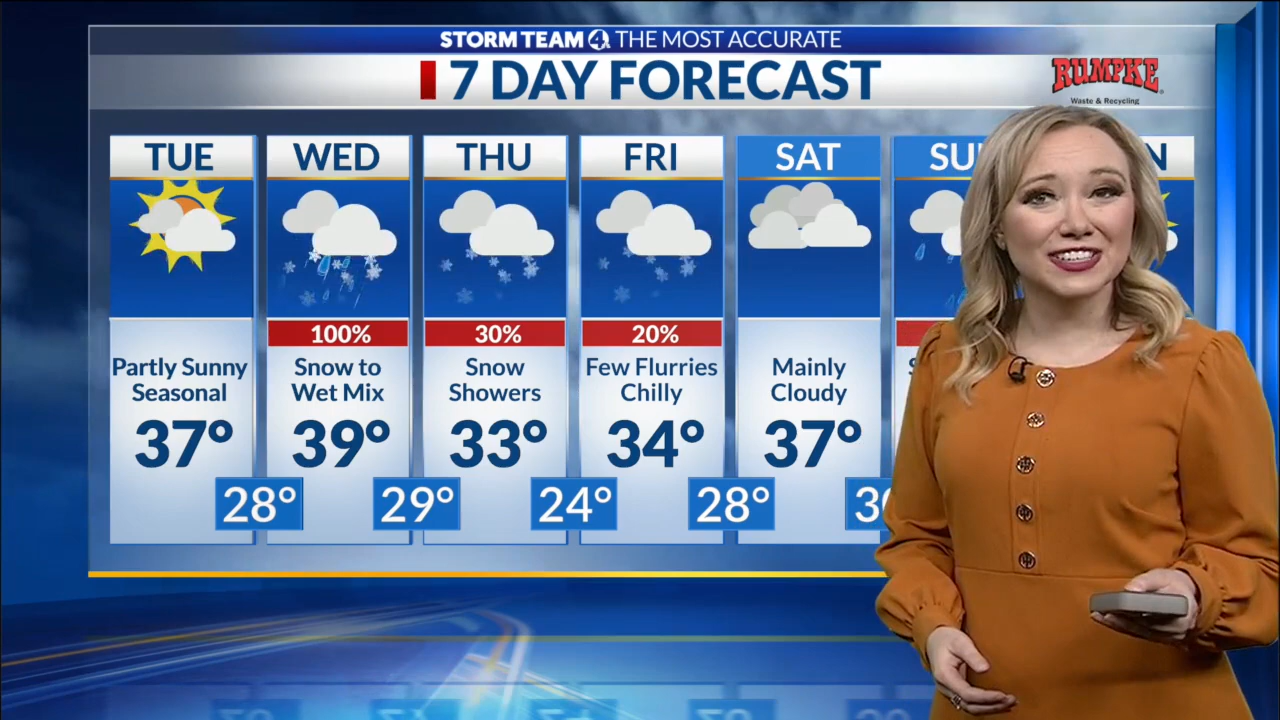 STORM TEAM 4 THE MOST ACCURATE
7 DAY FORECAST
RUMPKE
Waste & Recycling
TUE WED THU FRI SAT
100% 30% 20%
Partly Sunny Snow to Snow Few Flurries Mainly
Seasonal Wet Mix Showers Chilly Cloudy
37° 39° 33° 34° 37°
28° 29° 24° 28°